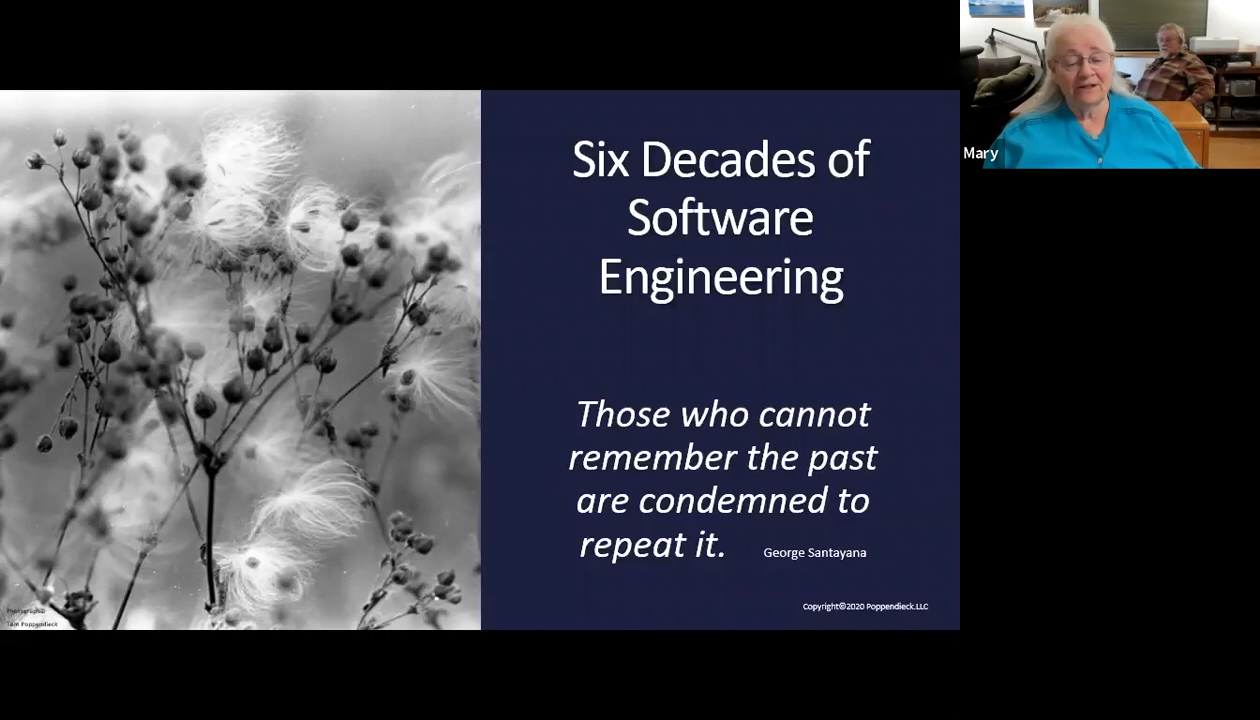 Six Decades of
Software
Engineering
Those who cannot
remember the past
are condemned to
repeat it. George Santayana
Copyright©2020 Poppendieck.LLC
Photograph©
Tom Poppendieck
Mary